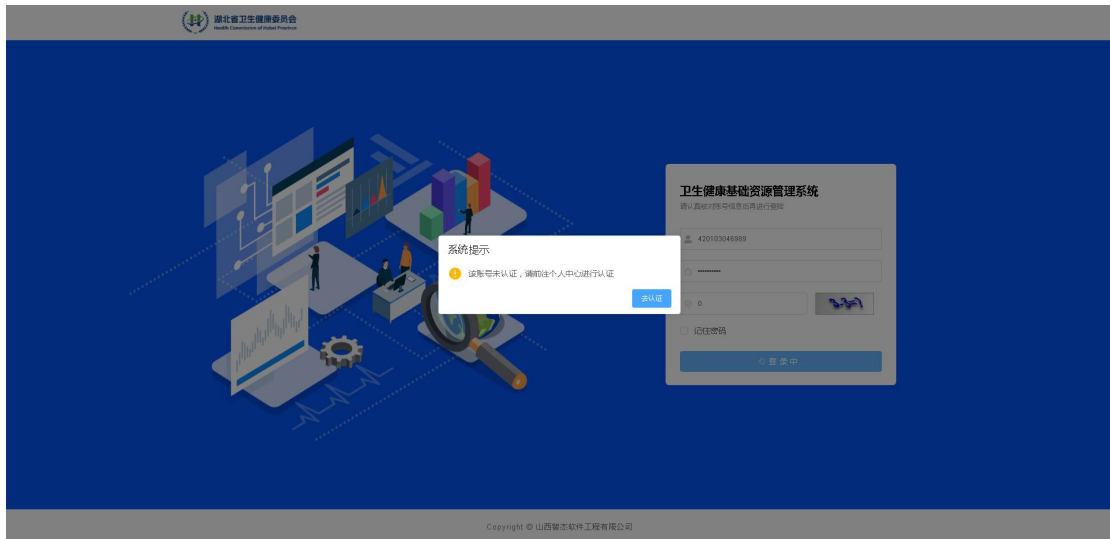 湖北省卫生健康委员会
Health Commission of Hubei Province
卫生健康基础资源管理系统
请认真核对账号信息后再进行登陆
420103046989
系统提示
该账号未认证，请前往个人中心进行认证
去认证
0
3-3=?
记住密码
登 录 中
Copyright © 山西智杰软件工程有限公司